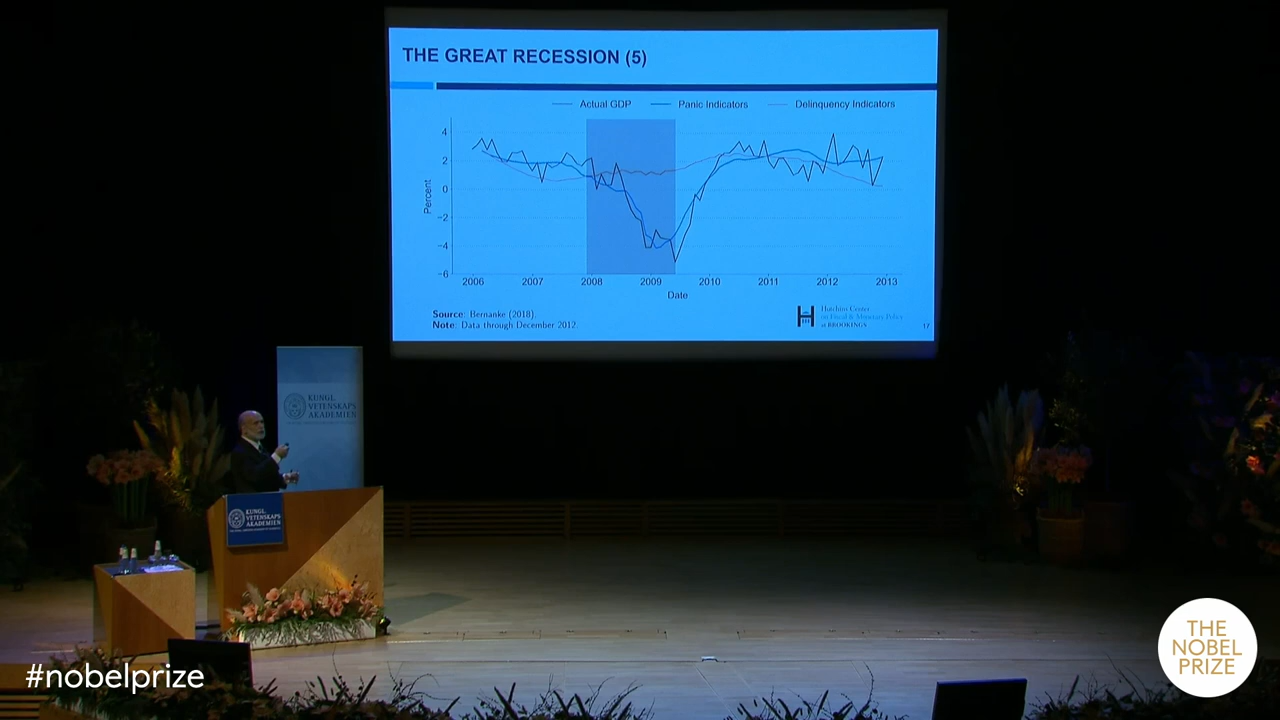 THE GREAT RECESSION (5)
Actual GDP Panic Indicators Delinquency Indicators
4
2
0
−2
−4
−6
Percent
2006 2007 2008 2009 2010 2011 2012 2013
Date
Source: Bernanke (2018).
Note: Data through December 2012.
Hutchins Center
on Fiscal & Monetary Policy
at BROOKINGS
17
KUNGL.
VETENSKAPS
AKADEMIEN
KUNGL.
VETENSKAPS
AKADEMIEN
#nobelprize
THE
NOBEL
PRIZE